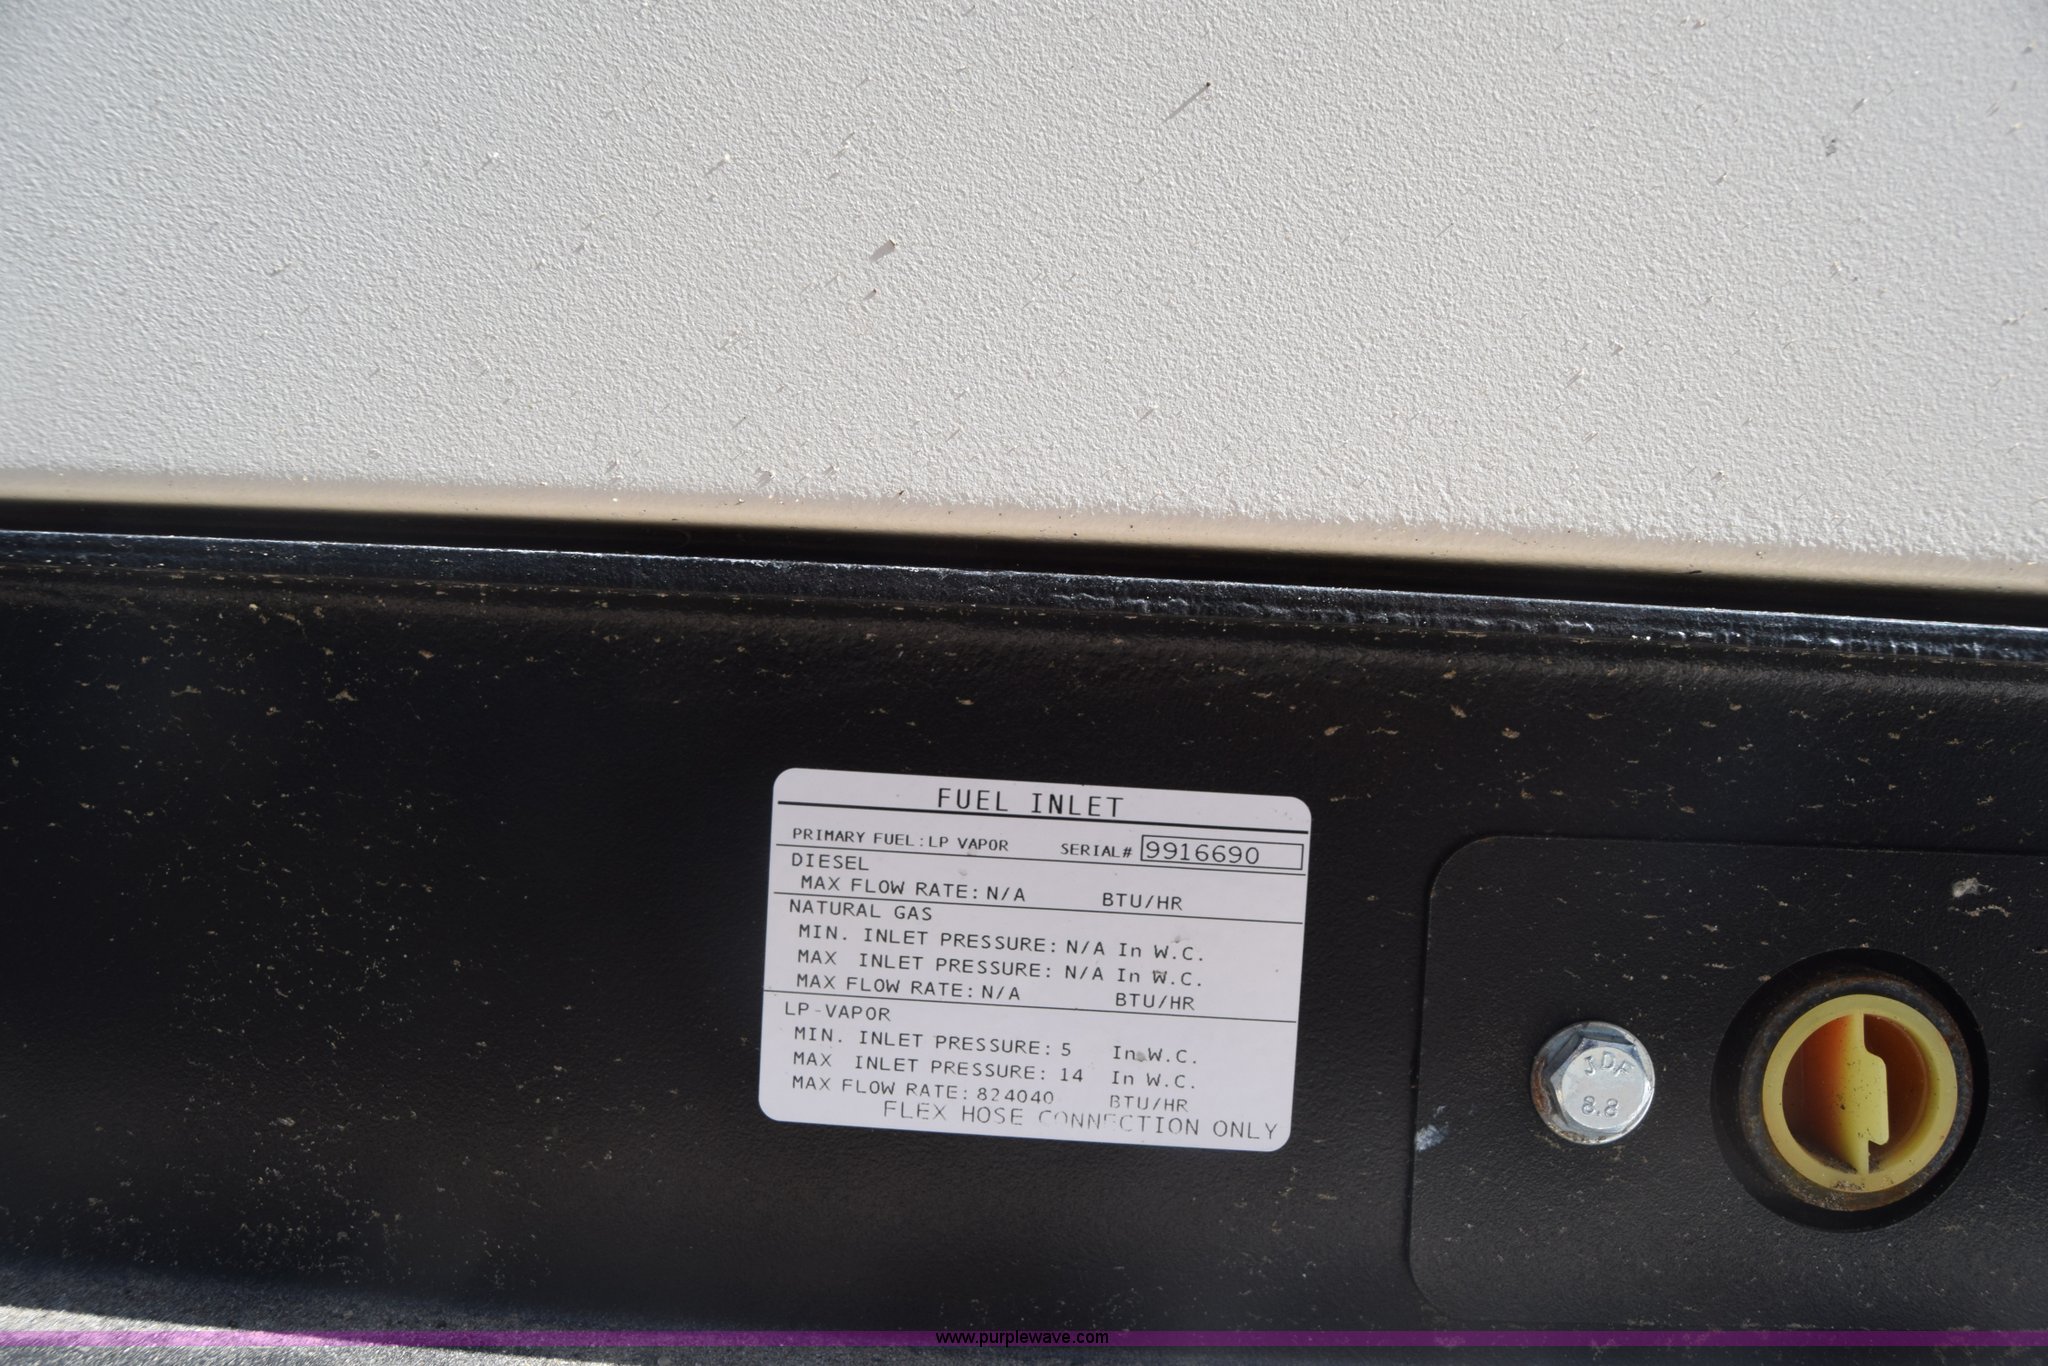 FUEL INLET
PRIMARY FUEL: LP VAPOR SERIAL# 9916690
DIESEL
MAX FLOW RATE: N/A BTU/HR
NATURAL GAS
MIN. INLET PRESSURE: N/A In W.C.
MAX INLET PRESSURE: N/A In W.C.
MAX FLOW RATE: N/A BTU/HR
LP-VAPOR
MIN. INLET PRESSURE: 5 In W.C.
MAX INLET PRESSURE: 14 In W.C.
MAX FLOW RATE: 824040 BTU/HR
FLEX HOSE CONNECTION ONLY
JDF
8.8
www.purplewave.com